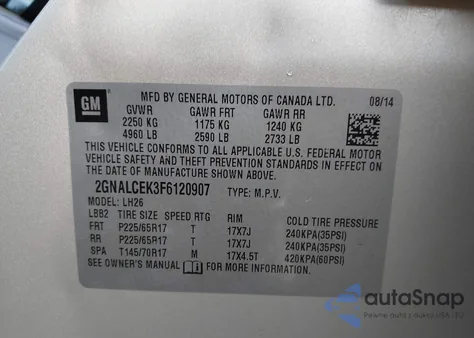 GM
MFD BY GENERAL MOTORS OF CANADA LTD. 08/14
GVWR GAWR FRT GAWR RR
2250 KG 1175 KG 1240 KG
4960 LB 2590 LB 2733 LB
THIS VEHICLE CONFORMS TO ALL APPLICABLE U.S. FEDERAL MOTOR
VEHICLE SAFETY AND THEFT PREVENTION STANDARDS IN EFFECT ON
THE DATE OF MANUFACTURE SHOWN ABOVE.
2GNALCEK3F6120907 TYPE: M.P.V.
MODEL: LH26
LBB2 TIRE SIZE SPEED RTG RIM COLD TIRE PRESSURE
FRT P225/65R17 T 17X7J 240KPA(35PSI)
RR P225/65R17 T 17X7J 240KPA(35PSI)
SPA T145/70R17 M 17X4.5T 420KPA(60PSI)
SEE OWNER'S MANUAL FOR MORE INFORMATION
autoSnap